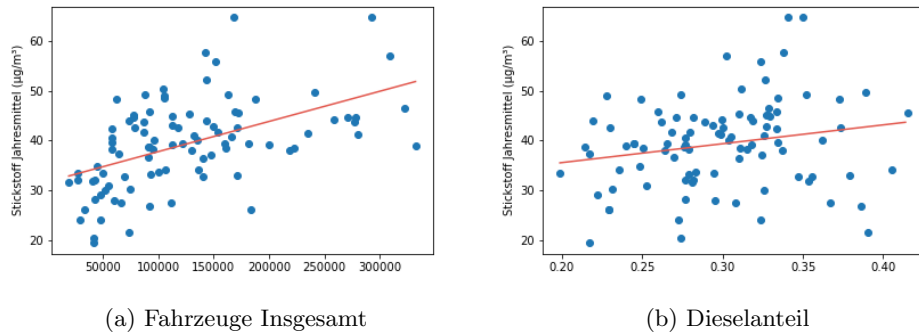 Stickstoff Jahresmittel (µg/m³)
60
50
40
30
20
50000 100000 150000 200000 250000 300000
(a) Fahrzeuge Insgesamt
Stickstoff Jahresmittel (µg/m³)
60
50
40
30
20
0.20 0.25 0.30 0.35 0.40
(b) Dieselanteil